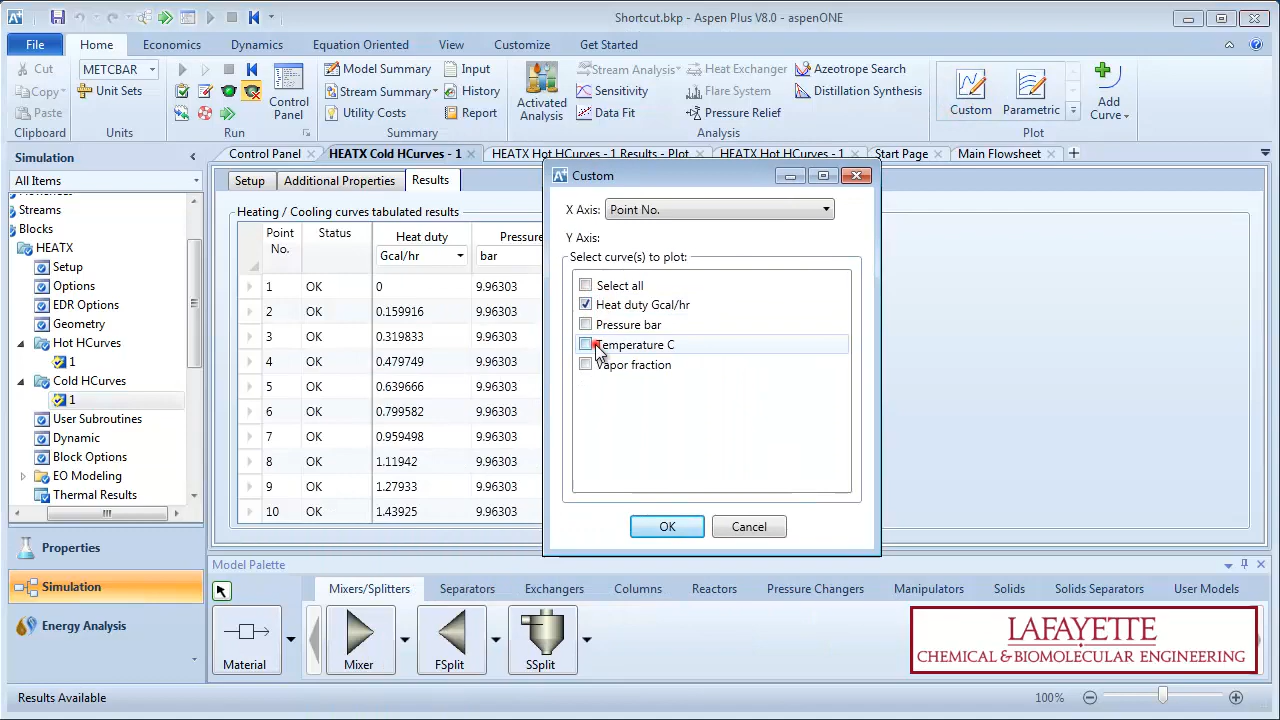 Shortcut.bkp - Aspen Plus V8.0 - aspenONE
File Home Economics Dynamics Equation Oriented View Customize Get Started
Cut METCBAR Model Summary Input Stream Analysis Heat Exchanger Azeotrope Search
Copy Unit Sets Control Panel Stream Summary History Activated Analysis Sensitivity Flare System Distillation Synthesis Custom Parametric Add Curve
Paste Utility Costs Report Data Fit Pressure Relief
Clipboard Units Run Summary Analysis Plot
Simulation
Control Panel HEATX Cold HCurves - 1 HEATX Hot HCurves - 1 Results - Plot HEATX Hot HCurves - 1 Start Page Main Flowsheet
All Items
Streams
Blocks
HEATX
Setup
Options
EDR Options
Geometry
Hot HCurves
1
Cold HCurves
1
User Subroutines
Dynamic
Block Options
EO Modeling
Thermal Results
Properties
Simulation
Energy Analysis
Setup Additional Properties Results
Heating / Cooling curves tabulated results
Point No. Status Heat duty Pressure
Gcal/hr bar
1 OK 0 9.96303
2 OK 0.159916 9.96303
3 OK 0.319833 9.96303
4 OK 0.479749 9.96303
5 OK 0.639666 9.96303
6 OK 0.799582 9.96303
7 OK 0.959498 9.96303
8 OK 1.11942 9.96303
9 OK 1.27933 9.96303
10 OK 1.43925 9.96303
Custom
X Axis: Point No.
Y Axis:
Select curve(s) to plot:
Select all
Heat duty Gcal/hr
Pressure bar
Temperature C
Vapor fraction
OK Cancel
Model Palette
Mixers/Splitters Separators Exchangers Columns Reactors Pressure Changers Manipulators Solids Solids Separators User Models
Material Mixer FSplit SSplit
LAFAYETTE
CHEMICAL & BIOMOLECULAR ENGINEERING
Results Available 100%